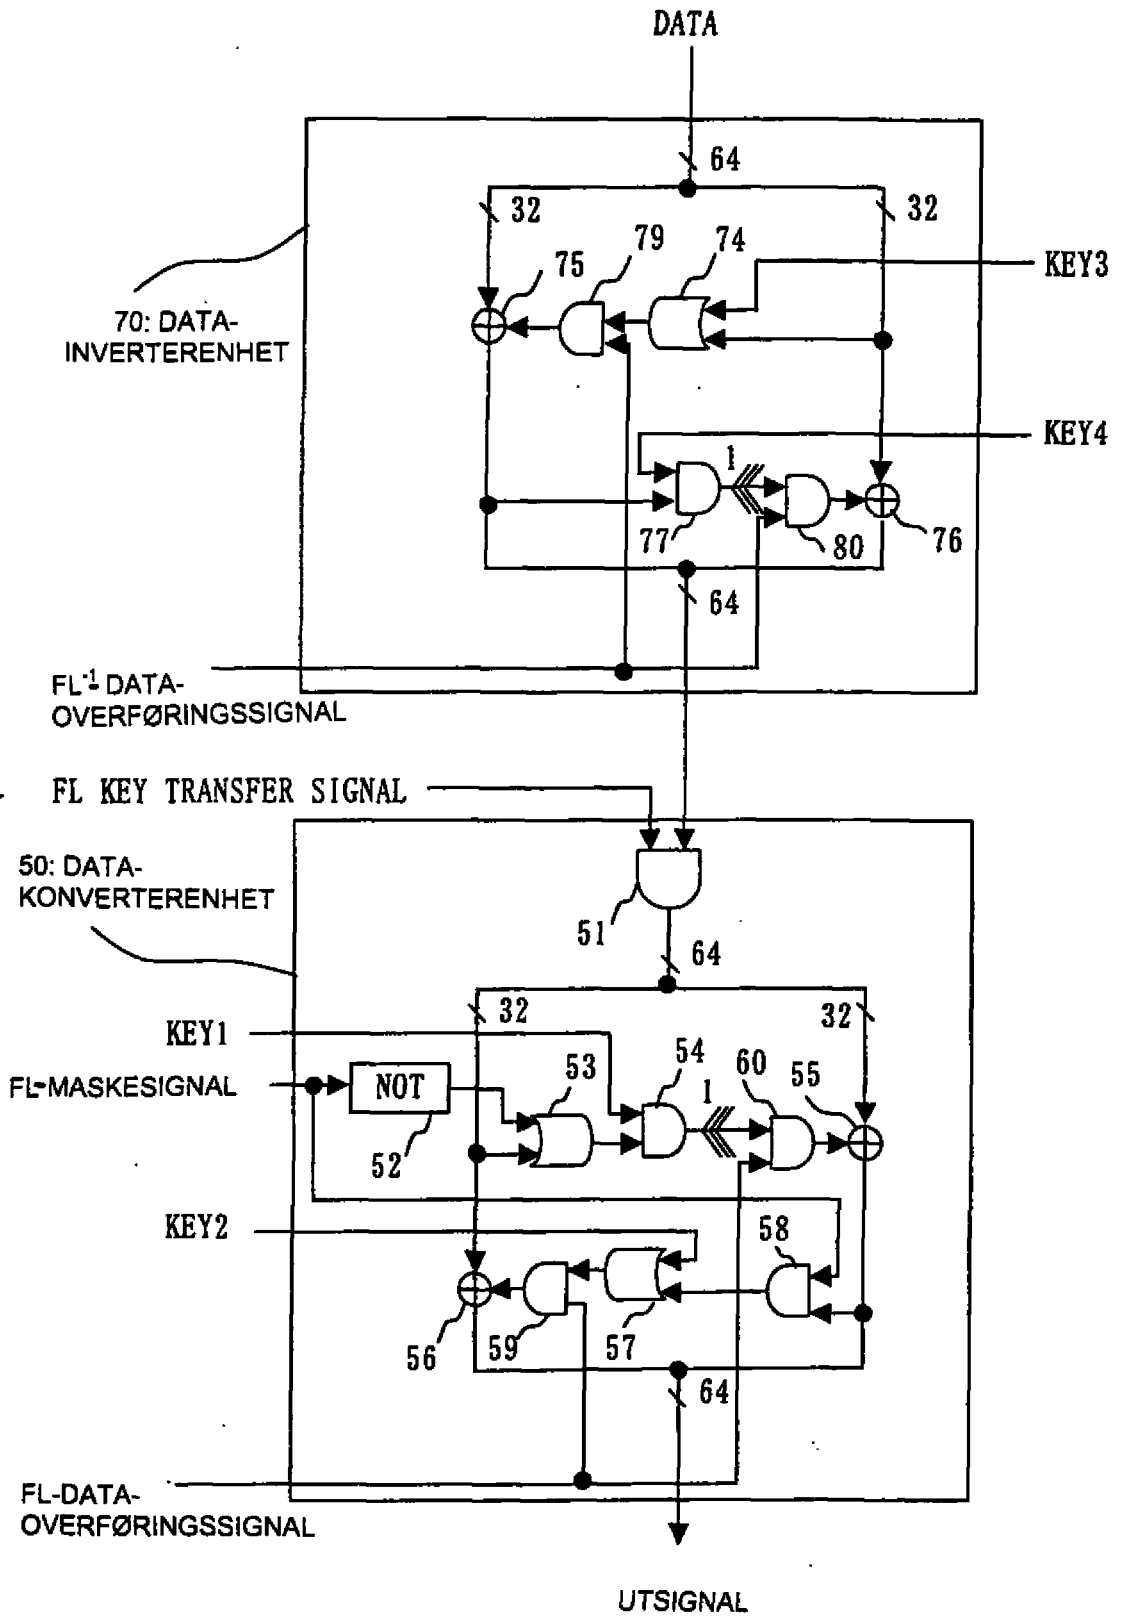 DATA
64
32
32
79
74
75
KEY3
70: DATA-
INVERTERENHET
KEY4
1
77
80
76
64
FL-1 DATA-
OVERFØRINGSSIGNAL
FL KEY TRANSFER SIGNAL
50: DATA-
KONVERTERENHET
51
64
32
32
KEY1
53
54
60
55
FL-MASKESIGNAL
NOT
1
52
KEY2
58
56
59
57
64
FL-DATA-
OVERFØRINGSSIGNAL
UTSIGNAL